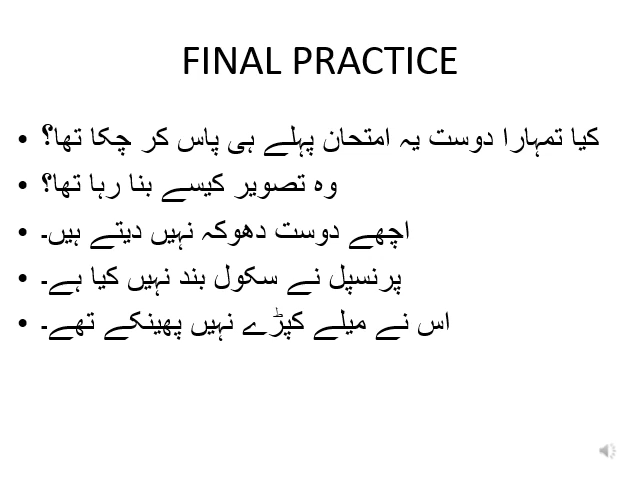 FINAL PRACTICE
کیا تمہارا دوست یہ امتحان پہلے ہی پاس کر چکا تھا؟
وہ تصویر کیسے بنا رہا تھا؟
اچھے دوست دھوکہ نہیں دیتے ہیں۔
پرنسپل نے سکول بند نہیں کیا ہے۔
اس نے میلے کپڑے نہیں پھینکے تھے۔